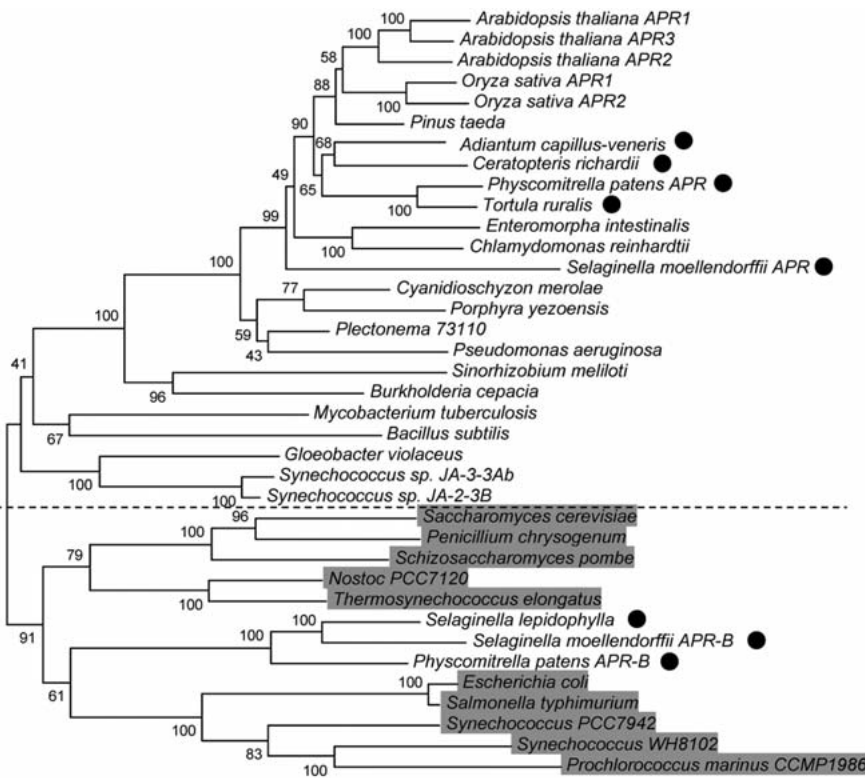 100 Arabidopsis thaliana APR1
100 Arabidopsis thaliana APR3
58 Arabidopsis thaliana APR2
88 Oryza sativa APR1
100 Oryza sativa APR2
90 Pinus taeda
68 Adiantum capillus-veneris
49 65 Ceratopteris richardii
Physcomitrella patens APR
99 100 Tortula ruralis
Enteromorpha intestinalis
100 Chlamydomonas reinhardtii
100 Selaginella moellendorffii APR
77 Cyanidioschyzon merolae
100 59 Porphyra yezoensis
Plectonema 73110
41 43 Pseudomonas aeruginosa
Sinorhizobium meliloti
96 Burkholderia cepacia
Mycobacterium tuberculosis
67 Bacillus subtilis
Gloeobacter violaceus
100 Synechococcus sp. JA-3-3Ab
100 Synechococcus sp. JA-2-3B
96 Saccharomyces cerevisiae
100 Penicillium chrysogenum
79 Schizosaccharomyces pombe
Nostoc PCC7120
100 Thermosynechococcus elongatus
100 Selaginella lepidophylla
91 100 Selaginella moellendorffii APR-B
Physcomitrella patens APR-B
61 100 Escherichia coli
Salmonella typhimurium
100 Synechococcus PCC7942
83 Synechococcus WH8102
100 Prochlorococcus marinus CCMP1986